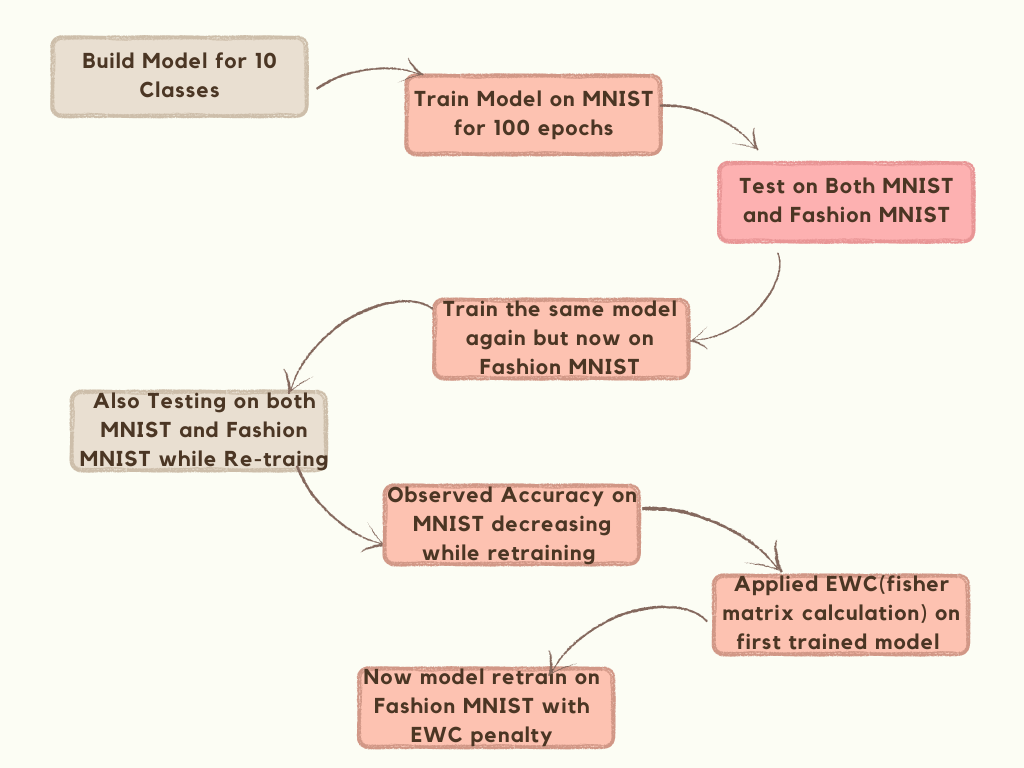 Build Model for 10
Classes
Train Model on MNIST
for 100 epochs
Test on Both MNIST
and Fashion MNIST
Train the same model
again but now on
Fashion MNIST
Also Testing on both
MNIST and Fashion
MNIST while Re-traing
Observed Accuracy on
MNIST decreasing
while retraining
Applied EWC(fisher
matrix calculation) on
first trained model
Now model retrain on
Fashion MNIST with
EWC penalty